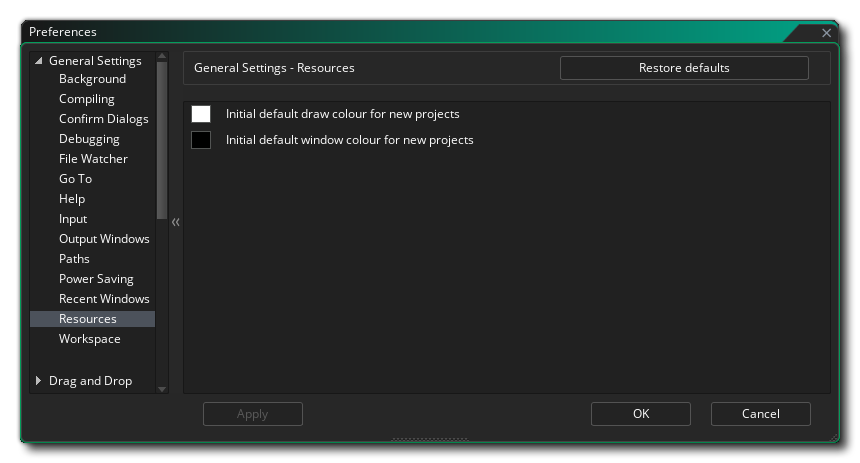 Preferences
General Settings
Background
Compiling
Confirm Dialogs
Debugging
File Watcher
Go To
Help
Input
Output Windows
Paths
Power Saving
Recent Windows
Resources
Workspace
Drag and Drop
General Settings - Resources
Restore defaults
Initial default draw colour for new projects
Initial default window colour for new projects
Apply
OK
Cancel